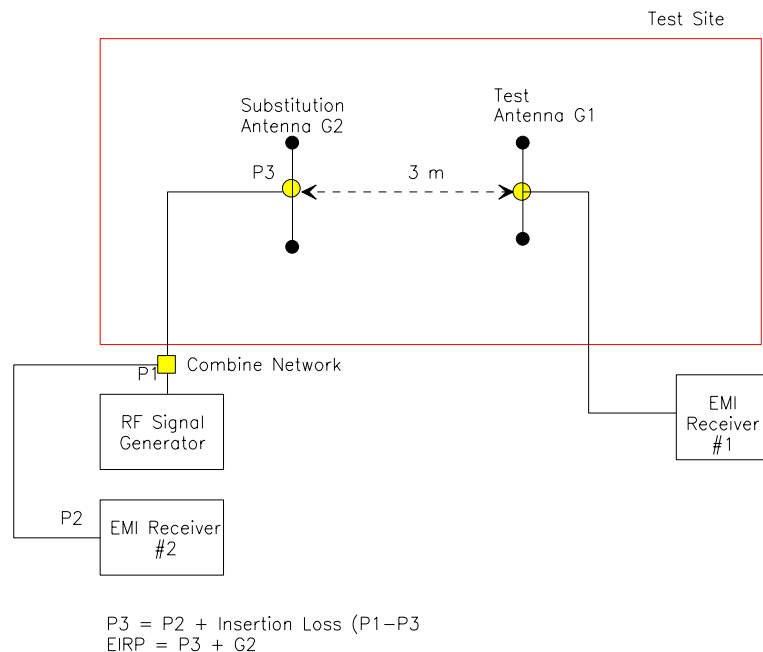 Test Site
Substitution
Antenna G2
Test
Antenna G1
P3
3 m
P1
Combine Network
RF Signal
Generator
EMI
Receiver
#1
P2
EMI Receiver
#2
P3 = P2 + Insertion Loss (P1-P3
EIRP = P3 + G2